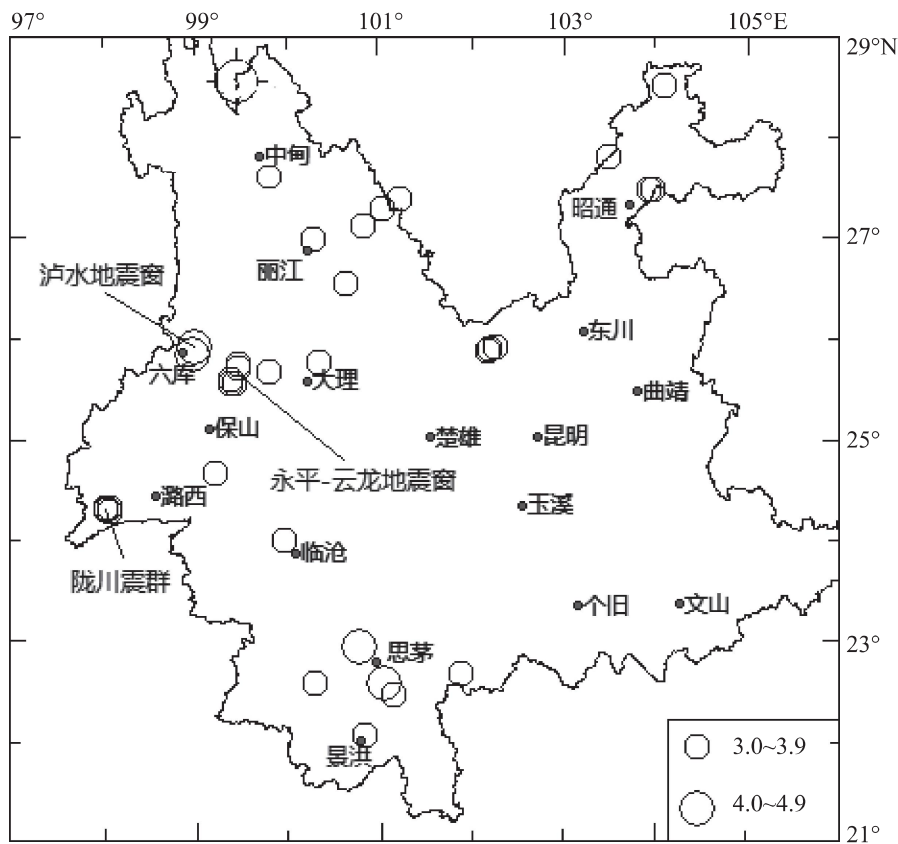 97°
99°
101°
103°
105°E
29°N
中甸
昭通
27°
丽江
泸水地震窗
东川
六库
大理
曲靖
保山
楚雄
昆明
25°
永平-云龙地震窗
潞西
玉溪
临沧
陇川震群
个旧
文山
思茅
23°
景洪
3.0~3.9
4.0~4.9
21°